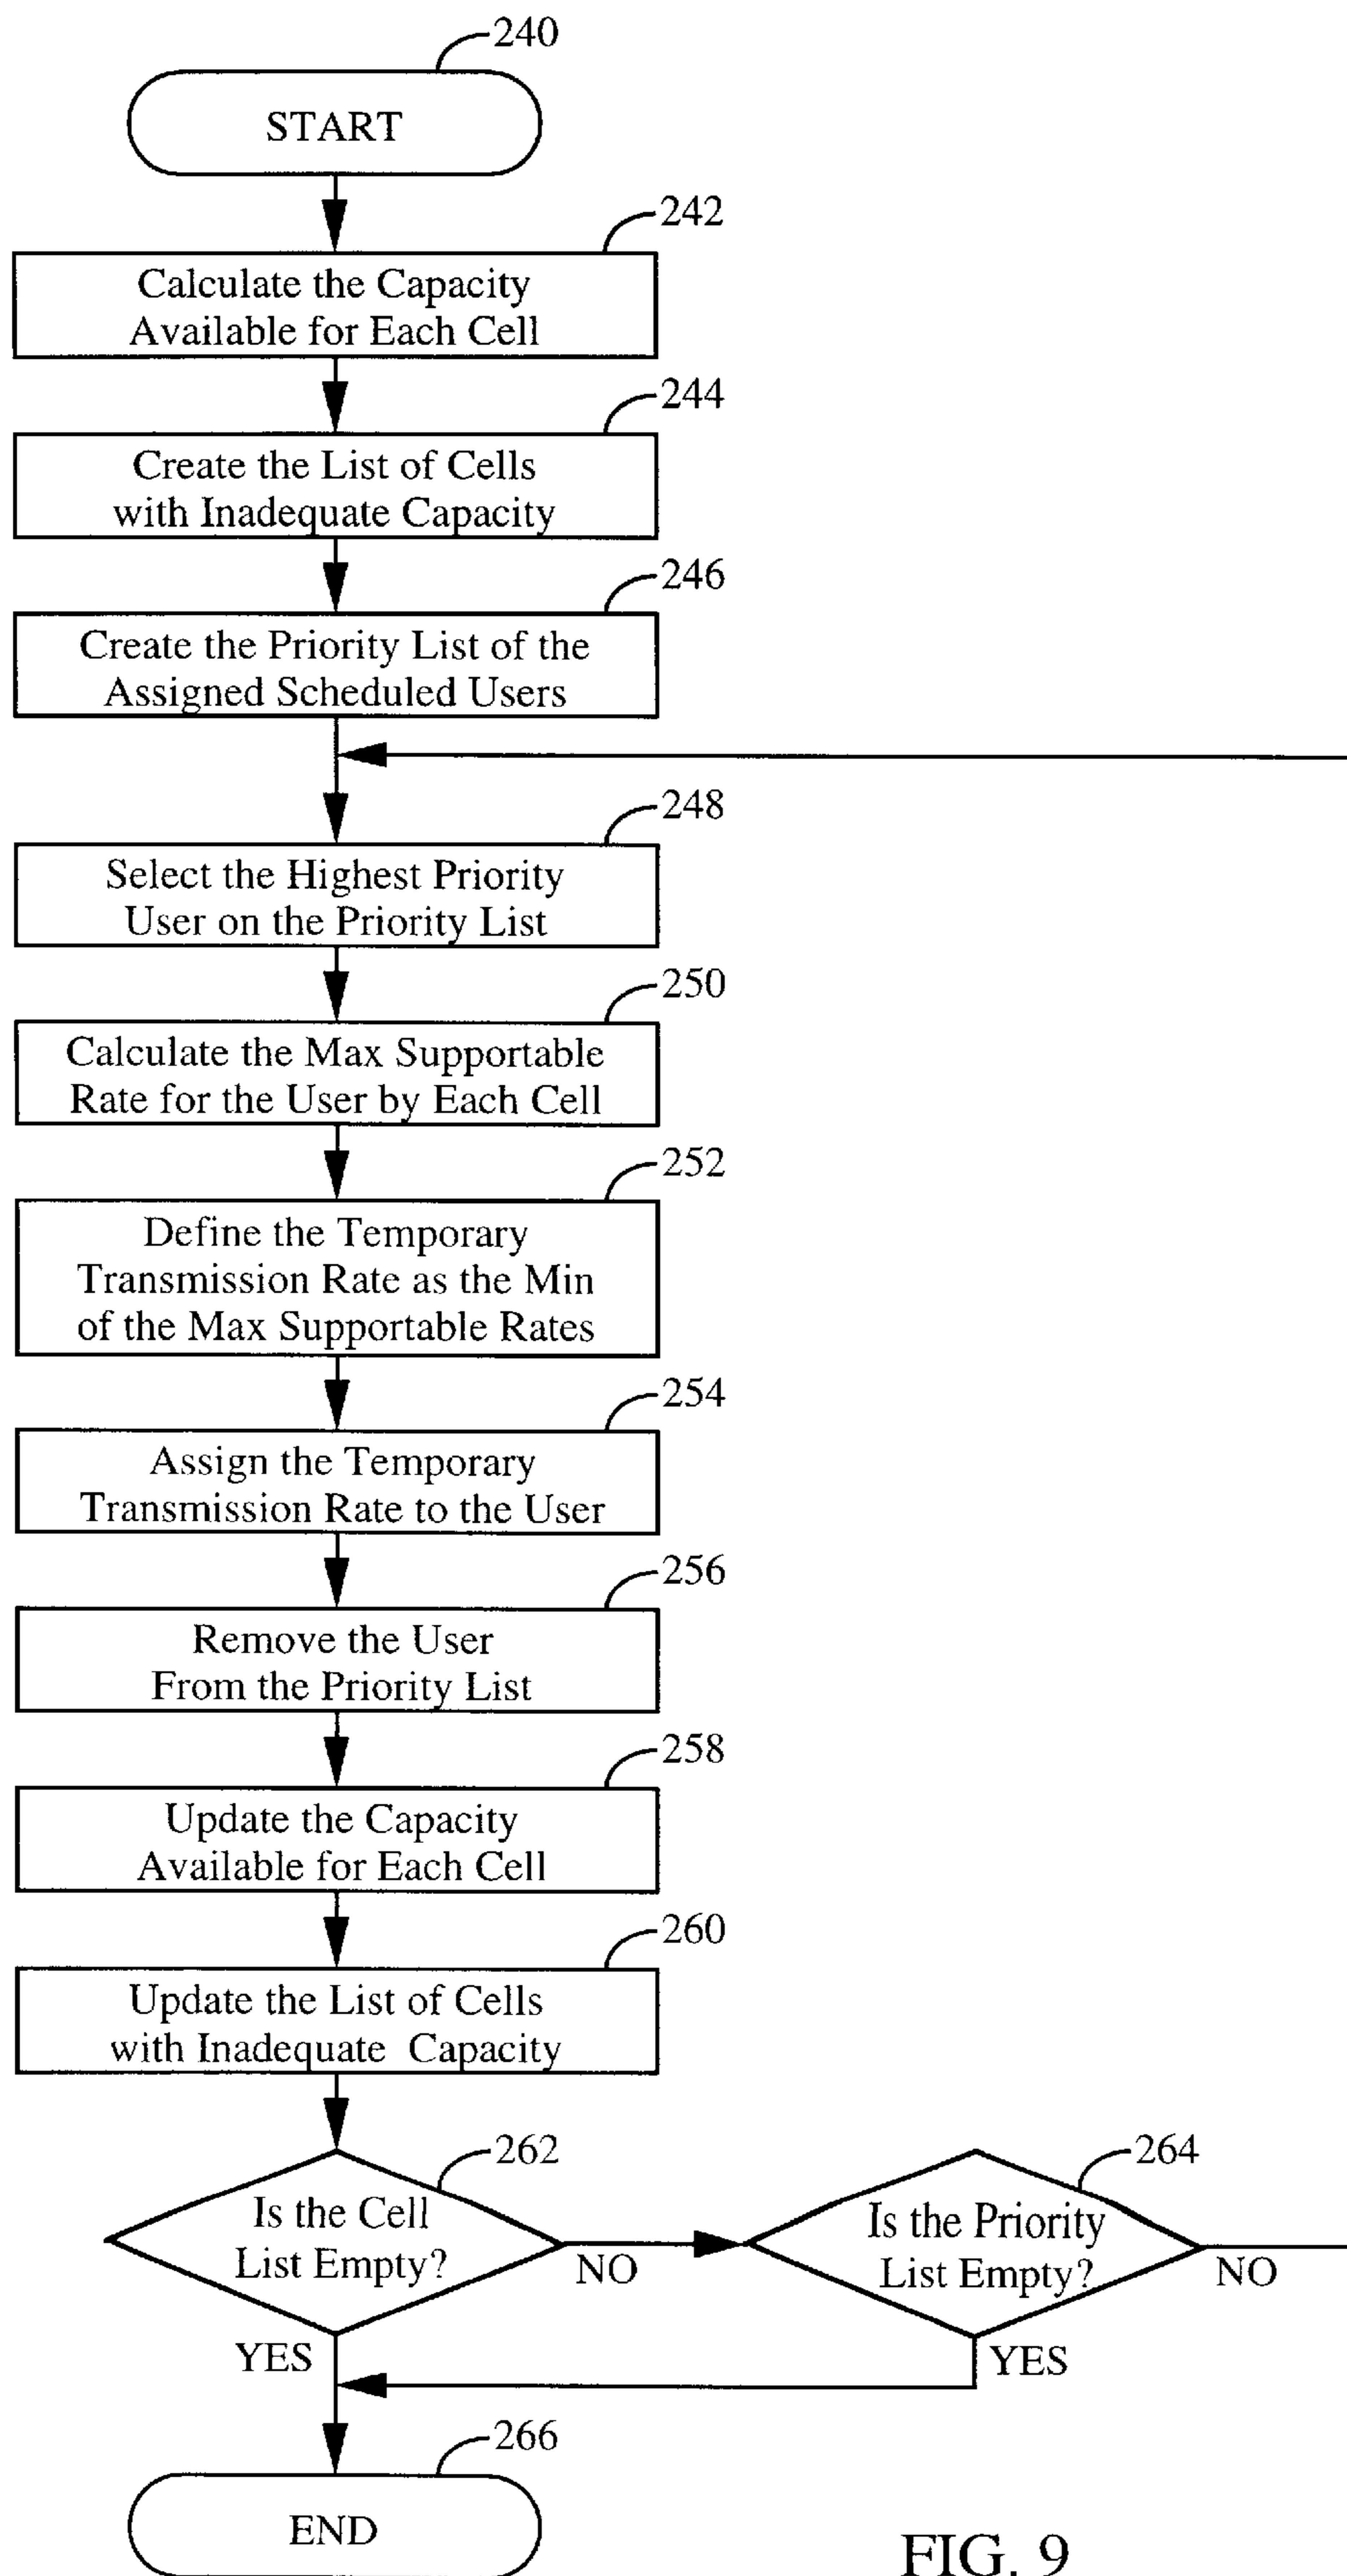 240
START
242
Calculate the Capacity
Available for Each Cell
244
Create the List of Cells
with Inadequate Capacity
246
Create the Priority List of the
Assigned Scheduled Users
248
Select the Highest Priority
User on the Priority List
250
Calculate the Max Supportable
Rate for the User by Each Cell
252
Define the Temporary
Transmission Rate as the Min
of the Max Supportable Rates
254
Assign the Temporary
Transmission Rate to the User
256
Remove the User
From the Priority List
258
Update the Capacity
Available for Each Cell
260
Update the List of Cells
with Inadequate Capacity
262
Is the Cell
List Empty?
NO
YES
264
Is the Priority
List Empty?
NO
YES
266
END
FIG. 9